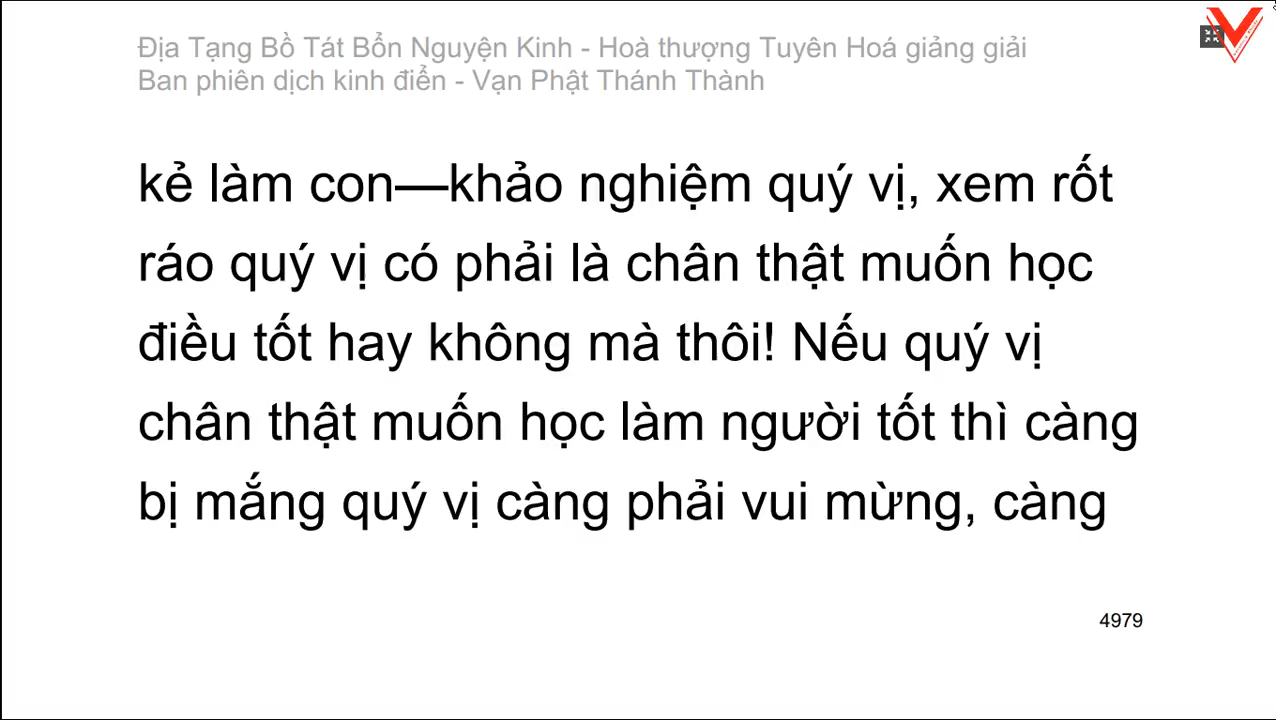 Địa Tạng Bồ Tát Bổn Nguyện Kinh - Hoà thượng Tuyên Hoá giảng giải
Ban phiên dịch kinh điển - Vạn Phật Thánh Thành
kẻ làm con—khảo nghiệm quý vị, xem rốt
ráo quý vị có phải là chân thật muốn học
điều tốt hay không mà thôi! Nếu quý vị
chân thật muốn học làm người tốt thì càng
bị mắng quý vị càng phải vui mừng, càng
4979